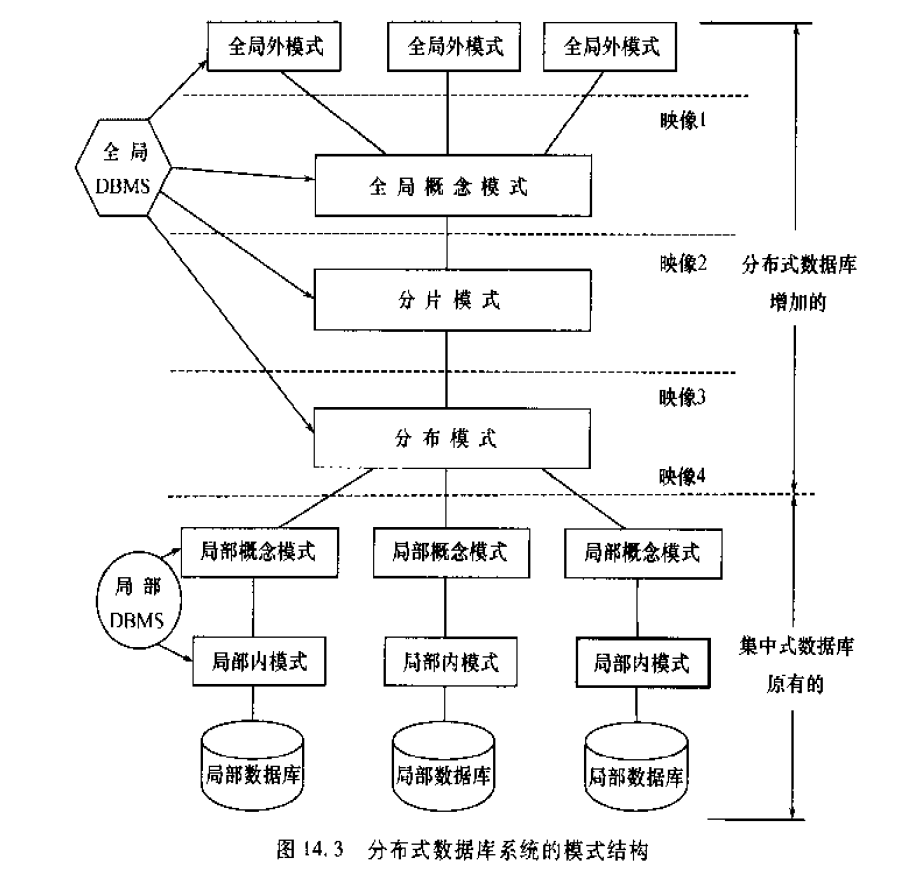 全局外模式 全局外模式 全局外模式
映像1
全局
DBMS
全局概念模式
映像2
分布式数据库
增加的
分片模式
映像3
分布模式
映像4
局部概念模式 局部概念模式 局部概念模式
局部
DBMS
局部内模式 局部内模式 局部内模式
集中式数据库
原有的
局部数据库 局部数据库 局部数据库
图 14.3 分布式数据库系统的模式结构